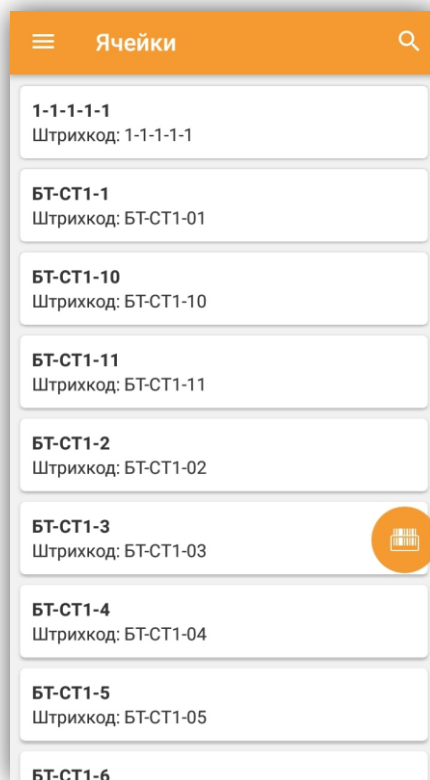 Ячейки
1-1-1-1-1
Штрихкод: 1-1-1-1-1
БТ-СТ1-1
Штрихкод: БТ-СТ1-01
БТ-СТ1-10
Штрихкод: БТ-СТ1-10
БТ-СТ1-11
Штрихкод: БТ-СТ1-11
БТ-СТ1-2
Штрихкод: БТ-СТ1-02
БТ-СТ1-3
Штрихкод: БТ-СТ1-03
БТ-СТ1-4
Штрихкод: БТ-СТ1-04
БТ-СТ1-5
Штрихкод: БТ-СТ1-05
БТ-СТ1-6